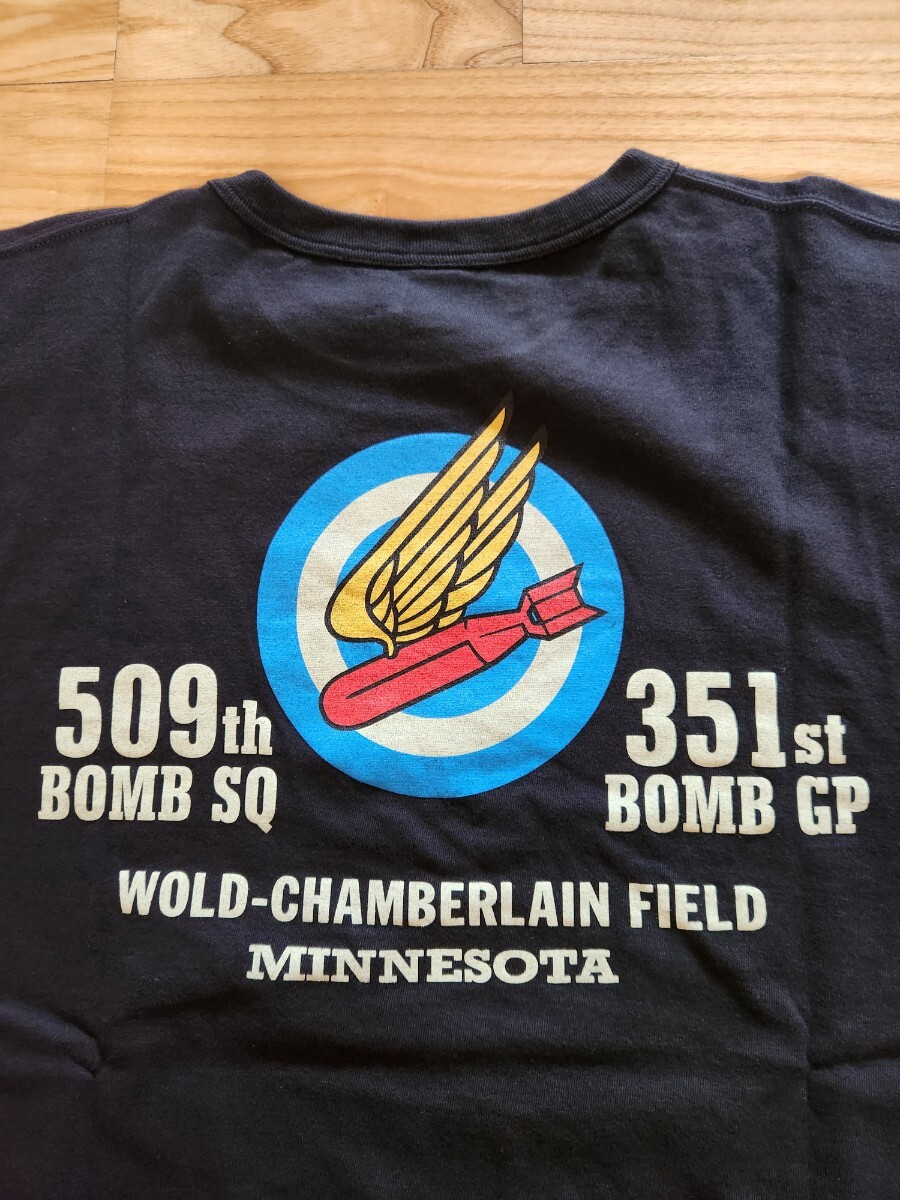 509th
BOMB SQ
351st
BOMB GP
WOLD-CHAMBERLAIN FIELD
MINNESOTA